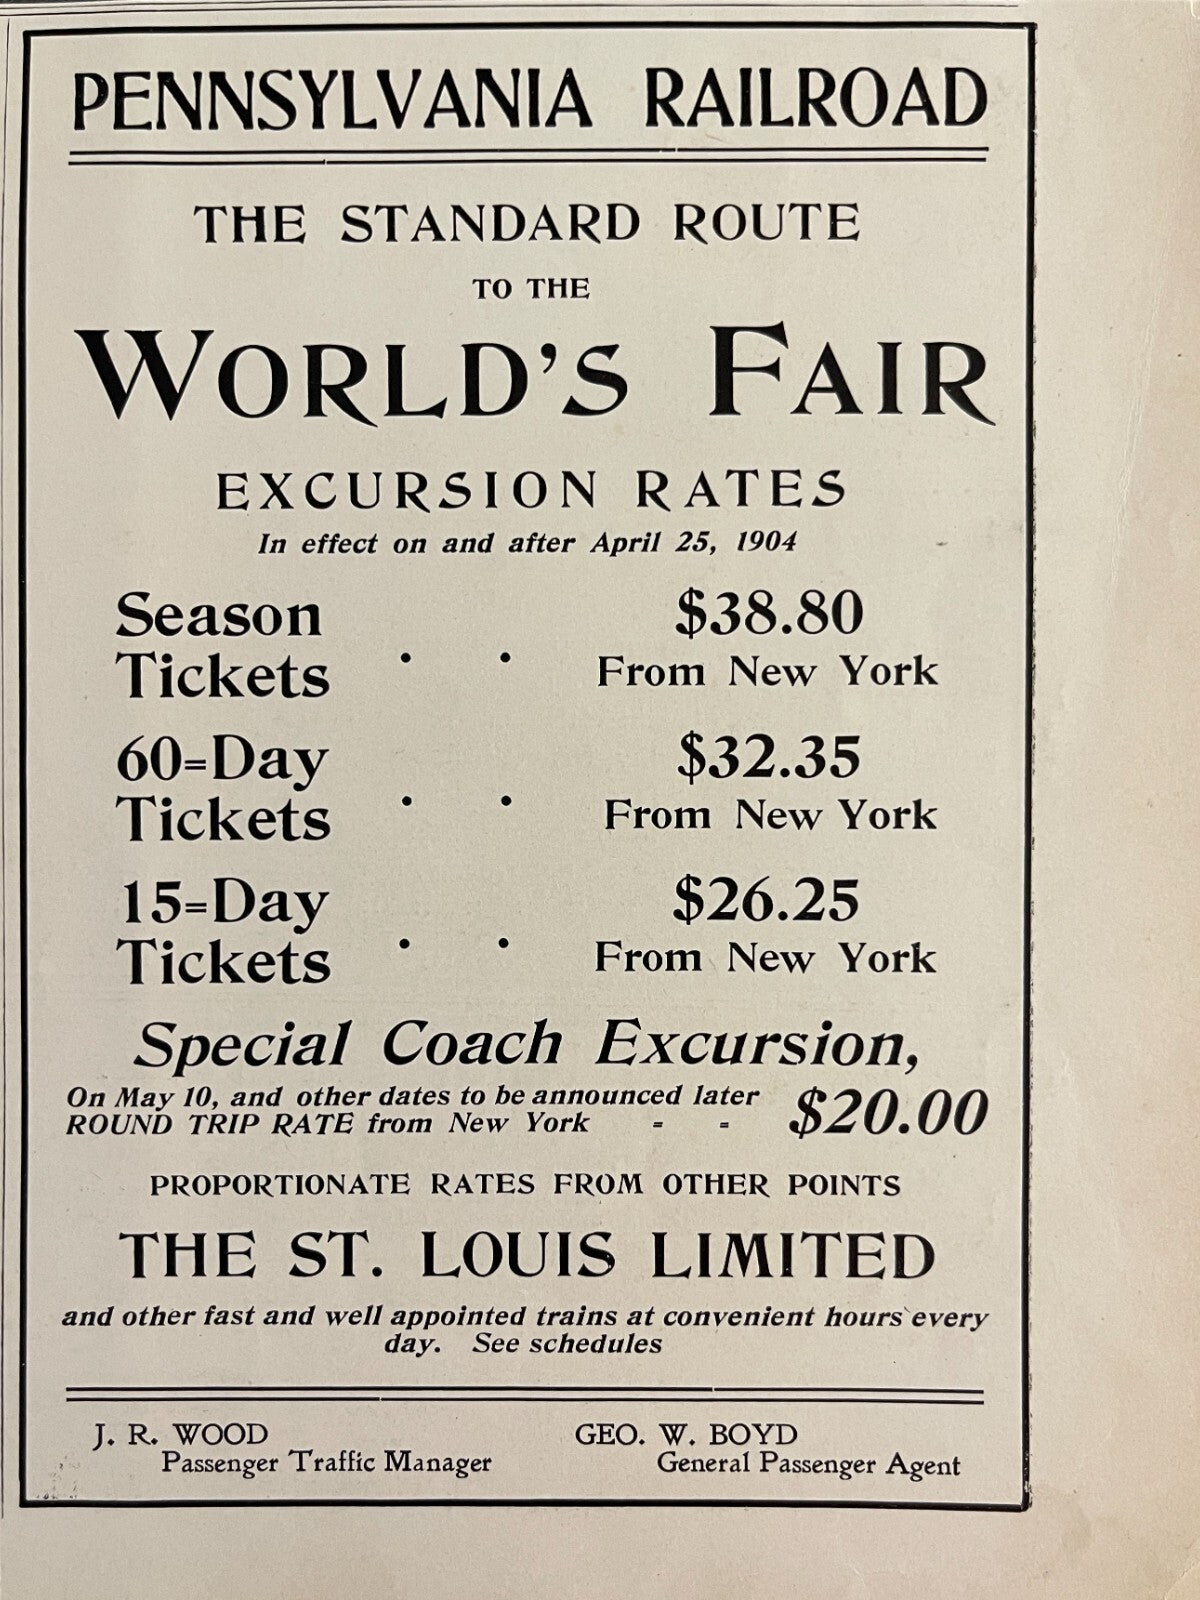 PENNSYLVANIA RAILROAD
THE STANDARD ROUTE
TO THE
WORLD'S FAIR
EXCURSION RATES
In effect on and after April 25, 1904
Season Tickets . . $38.80 From New York
60=Day Tickets . . $32.35 From New York
15=Day Tickets . . $26.25 From New York
Special Coach Excursion,
On May 10, and other dates to be announced later
ROUND TRIP RATE from New York - - $20.00
PROPORTIONATE RATES FROM OTHER POINTS
THE ST. LOUIS LIMITED
and other fast and well appointed trains at convenient hours every
day. See schedules
J. R. WOOD
Passenger Traffic Manager
GEO. W. BOYD
General Passenger Agent